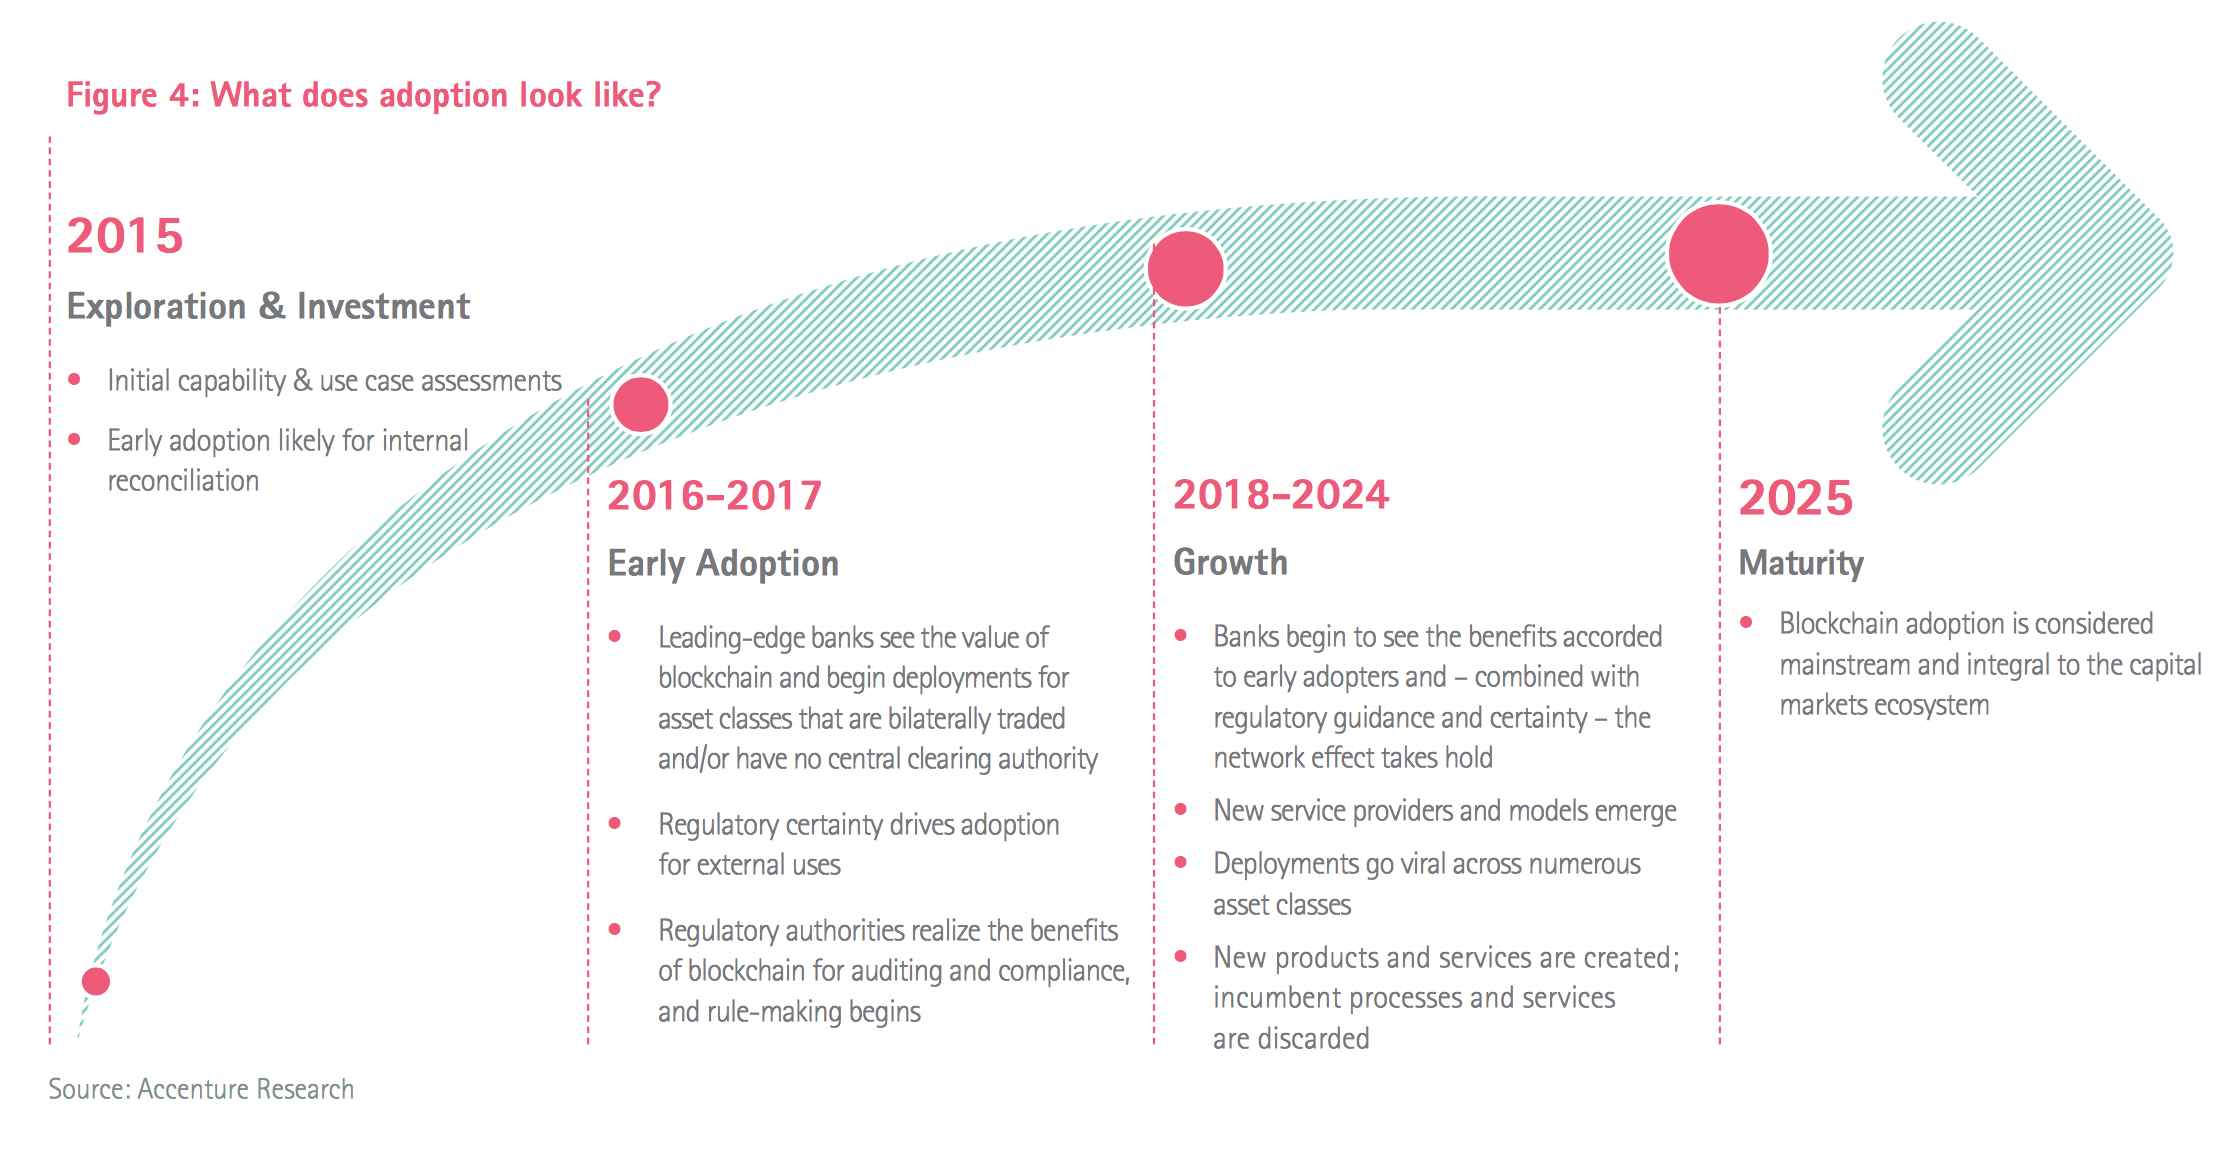 Figure 4: What does adoption look like?
2015
Exploration & Investment
Initial capability & use case assessments
Early adoption likely for internal
reconciliation
2016-2017
Early Adoption
Leading-edge banks see the value of
blockchain and begin deployments for
asset classes that are bilaterally traded
and/or have no central clearing authority
Regulatory certainty drives adoption
for external uses
Regulatory authorities realize the benefits
of blockchain for auditing and compliance,
and rule-making begins
2018-2024
Growth
Banks begin to see the benefits accorded
to early adopters and – combined with
regulatory guidance and certainty – the
network effect takes hold
New service providers and models emerge
Deployments go viral across numerous
asset classes
New products and services are created;
incumbent processes and services
are discarded
2025
Maturity
Blockchain adoption is considered
mainstream and integral to the capital
markets ecosystem
Source: Accenture Research